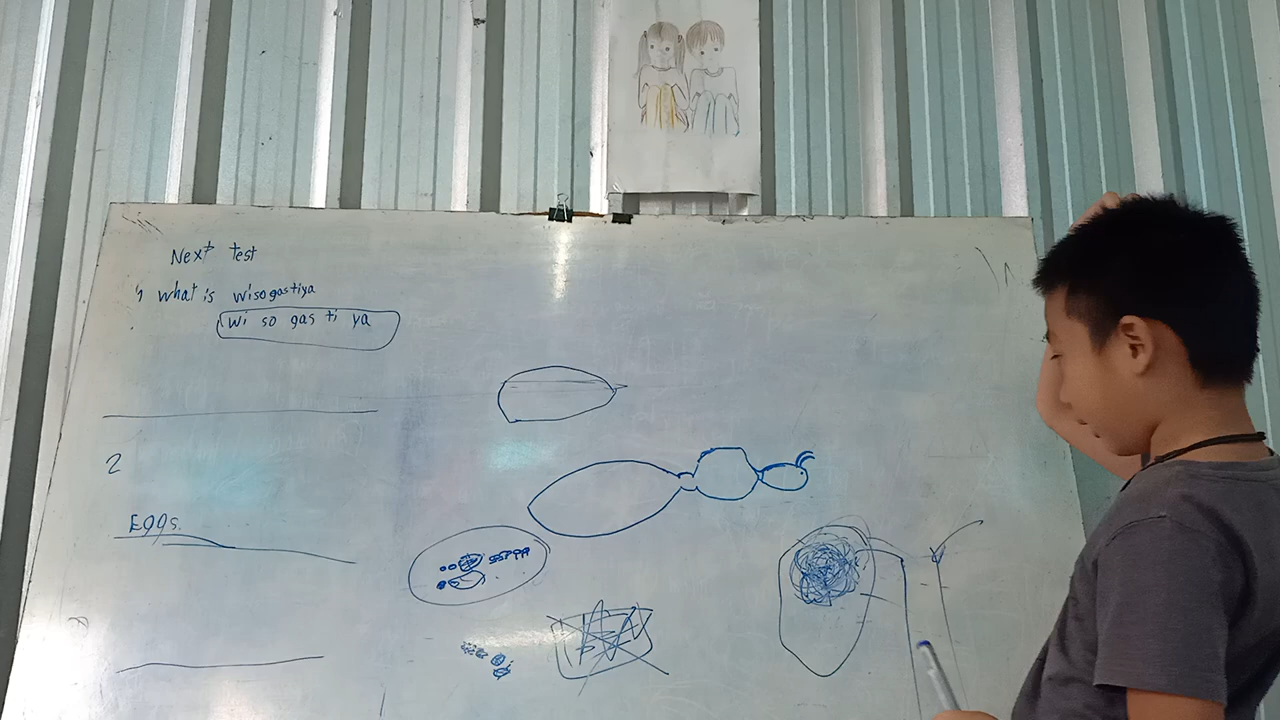 Next test
1, what is wisogastiya
wi so gas ti ya
2
Eggs.